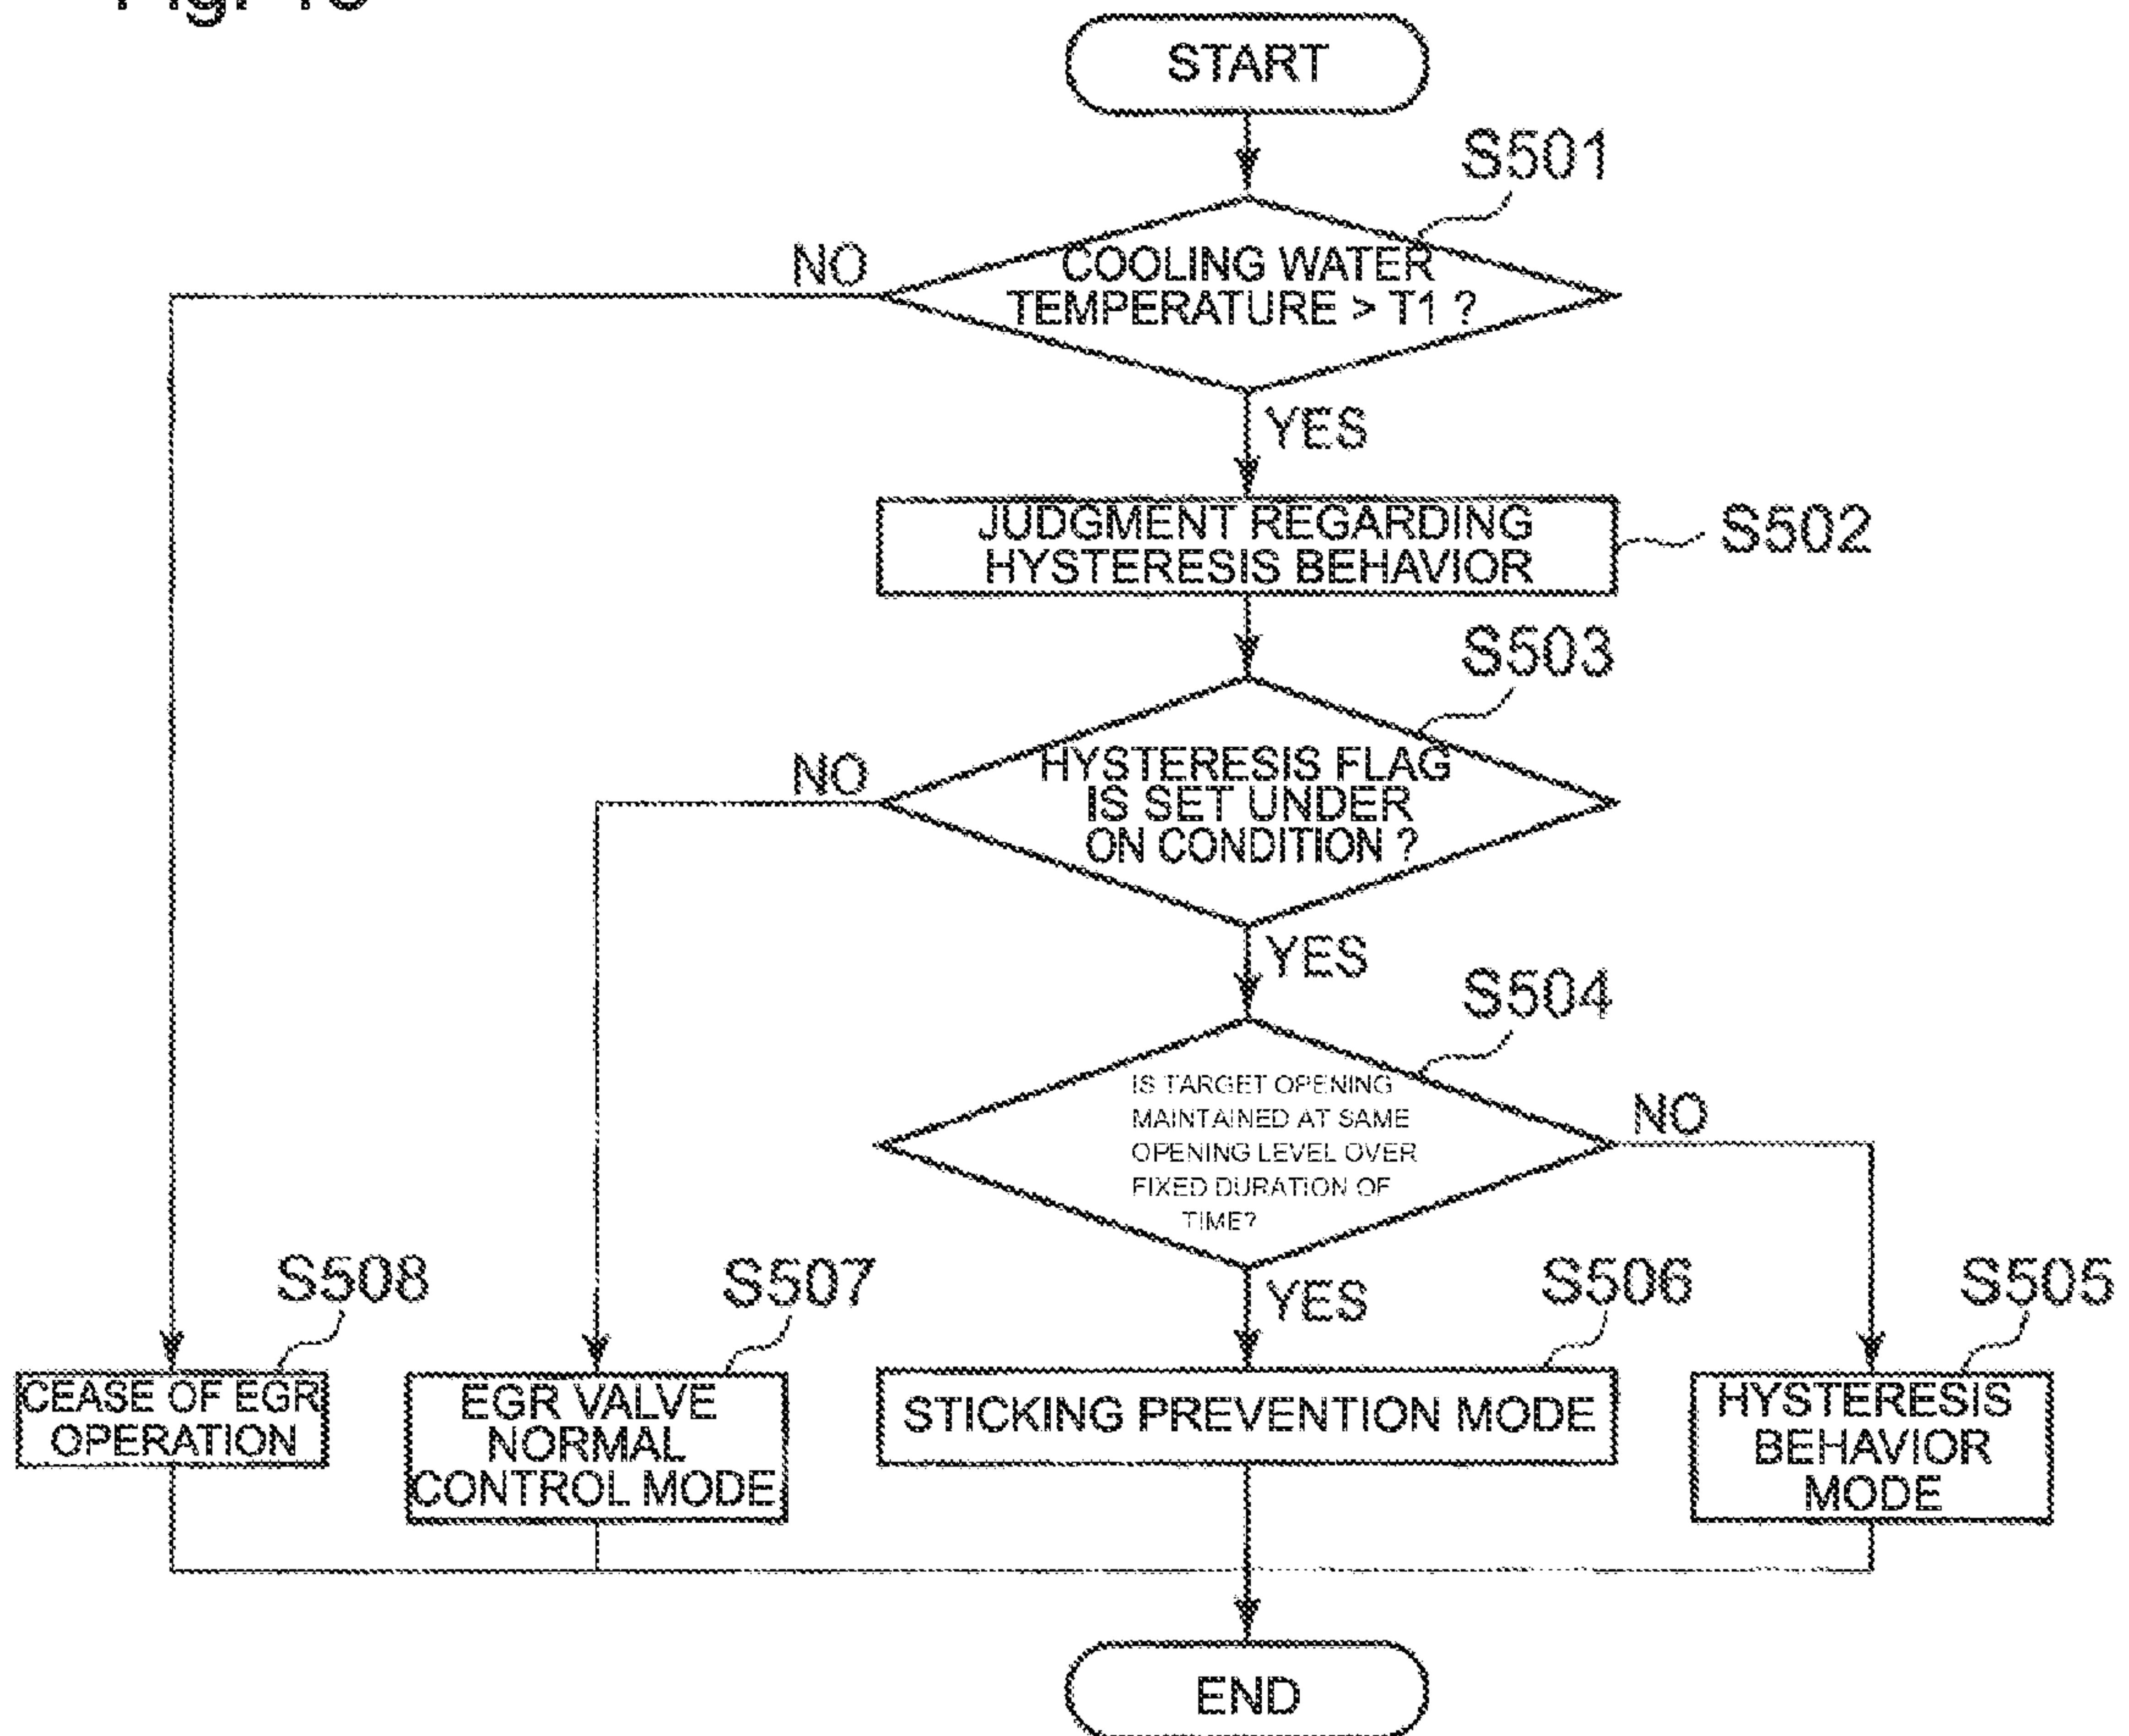 START
S501
NO
COOLING WATER
TEMPERATURE > T1 ?
YES
JUDGMENT REGARDING
HYSTERESIS BEHAVIOR
S502
S503
NO
HYSTERESIS FLAG
IS SET UNDER
ON CONDITION ?
YES
S504
IS TARGET OPENING
MAINTAINED AT SAME
OPENING LEVEL OVER
FIXED DURATION OF
TIME?
NO
YES
S508
S507
S506
S505
CEASE OF EGR
OPERATION
EGR VALVE
NORMAL
CONTROL MODE
STICKING PREVENTION MODE
HYSTERESIS
BEHAVIOR
MODE
END